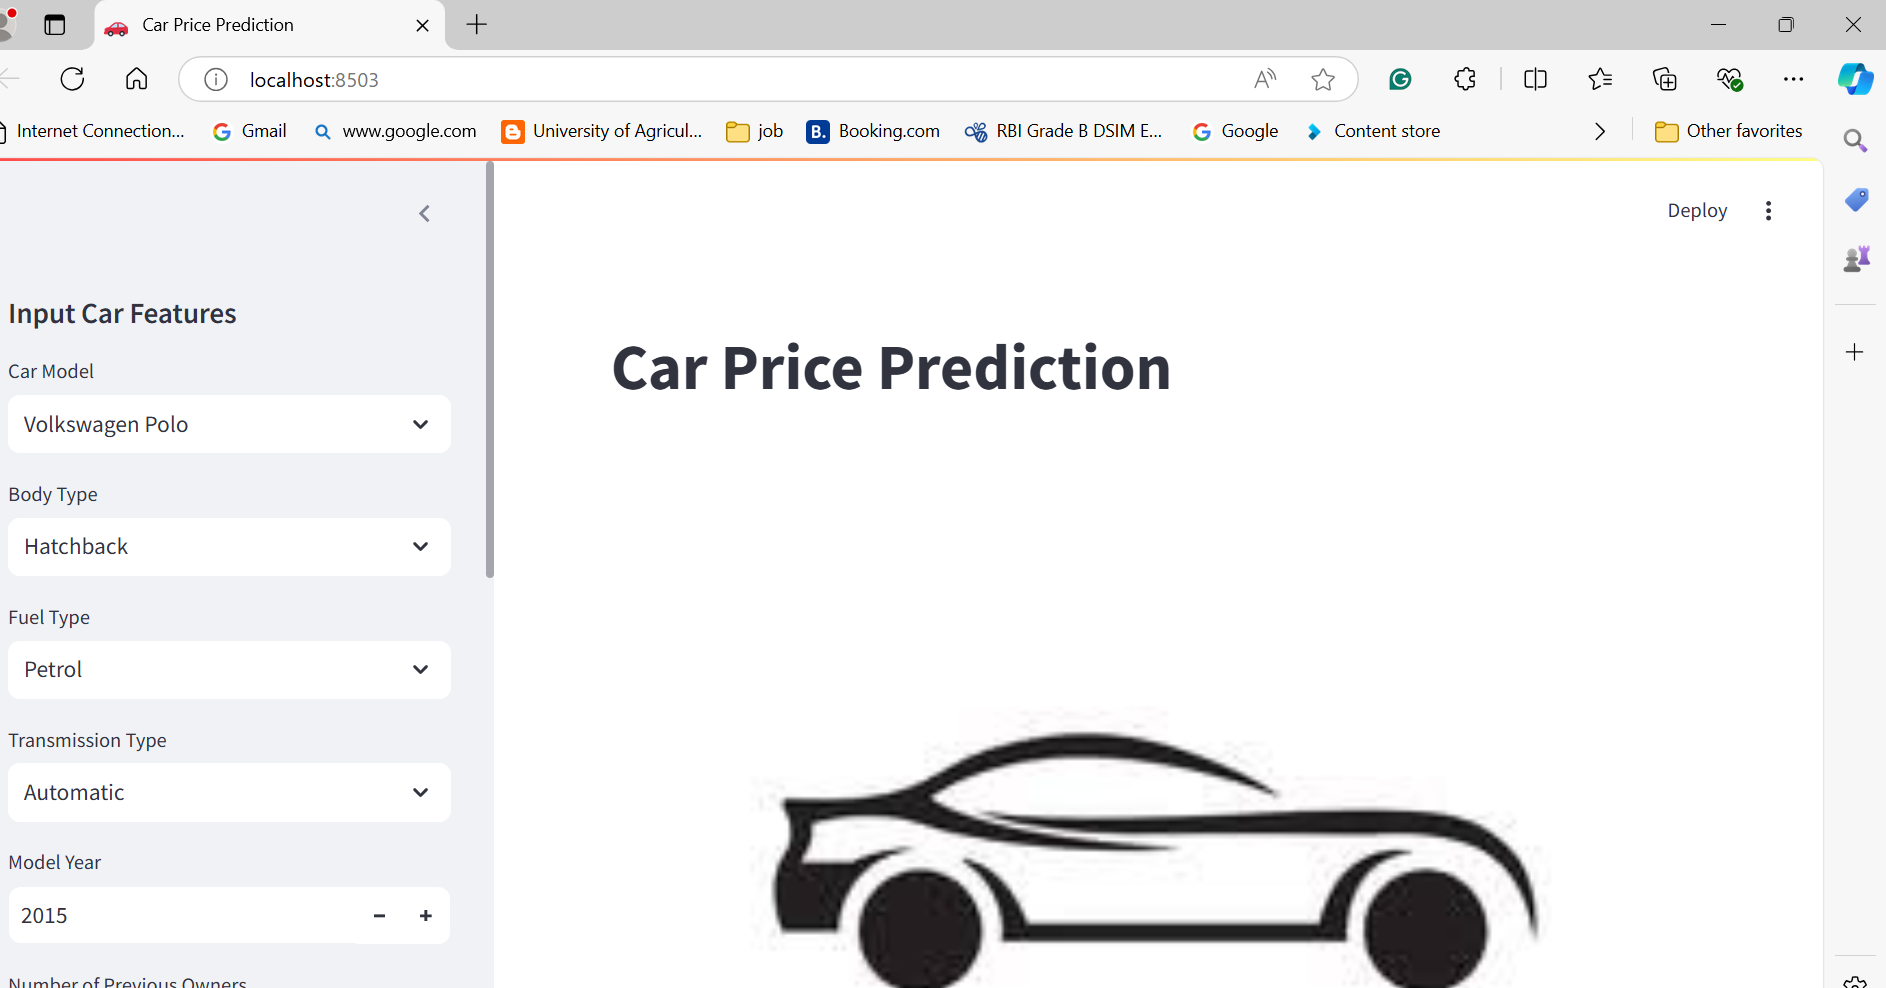 Car Price Prediction
localhost:8503
Internet Connection...
Gmail
www.google.com
University of Agricul...
job
B. Booking.com
RBI Grade B DSIM E...
Google
Content store
Other favorites
Deploy
Input Car Features
Car Model
Volkswagen Polo
Body Type
Hatchback
Fuel Type
Petrol
Transmission Type
Automatic
Model Year
2015
Number of Previous Owners
Car Price Prediction